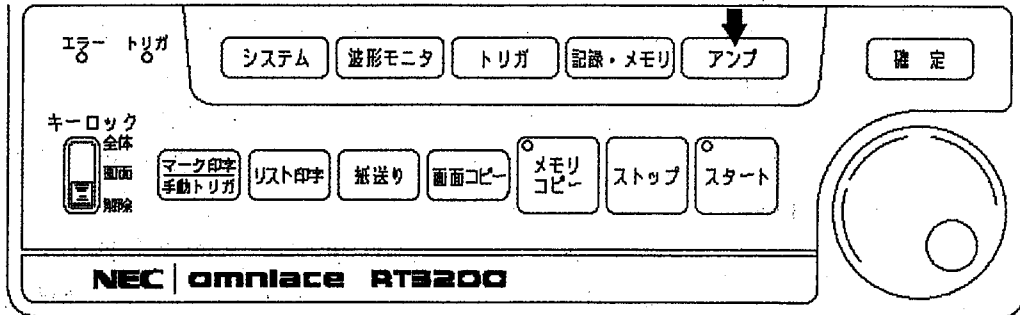 エラー トリガ
システム 波形モニタ トリガ 記録・メモリ アンプ 確 定
キーロック
全体
画面
解除
マーク印字
手動トリガ
リスト印字 紙送り 画面コピー
メモリ
コピー
ストップ スタート
NEC omniace RT3200